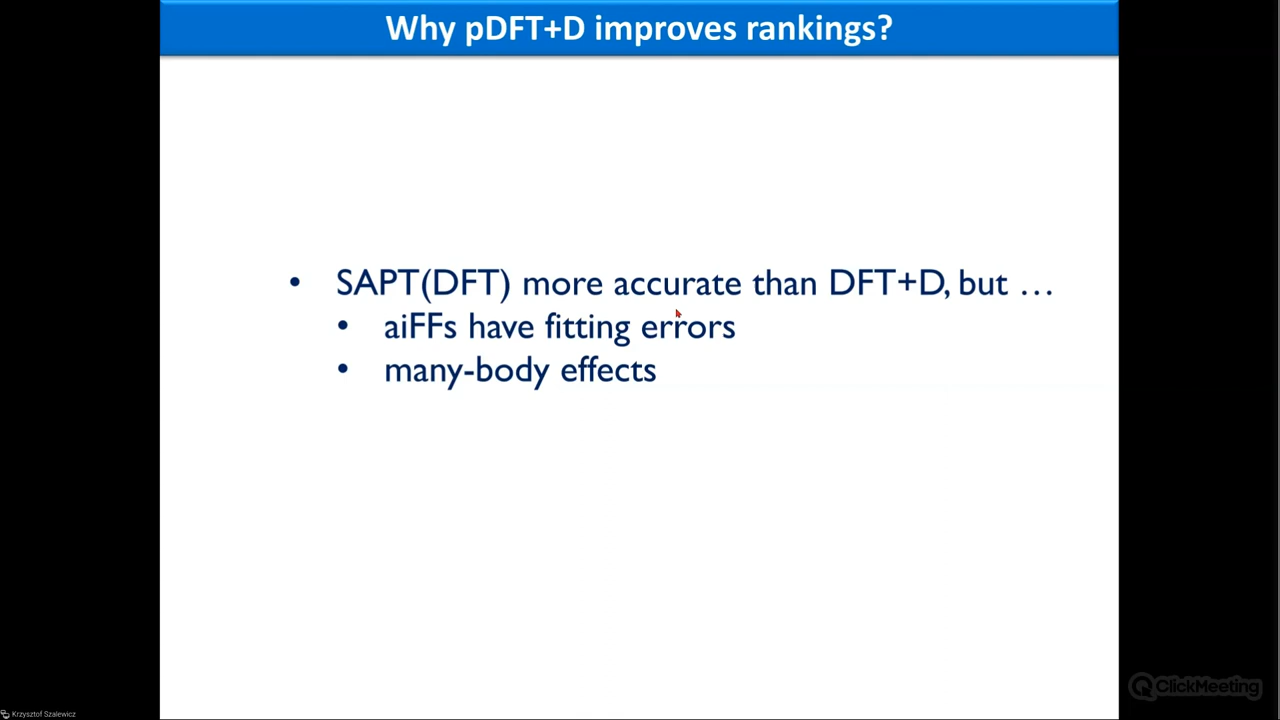 Why pDFT+D improves rankings?
• SAPT(DFT) more accurate than DFT+D, but …
• aiFFs have fitting errors
• many-body effects
ClickMeeting
Krzysztof Szalewicz